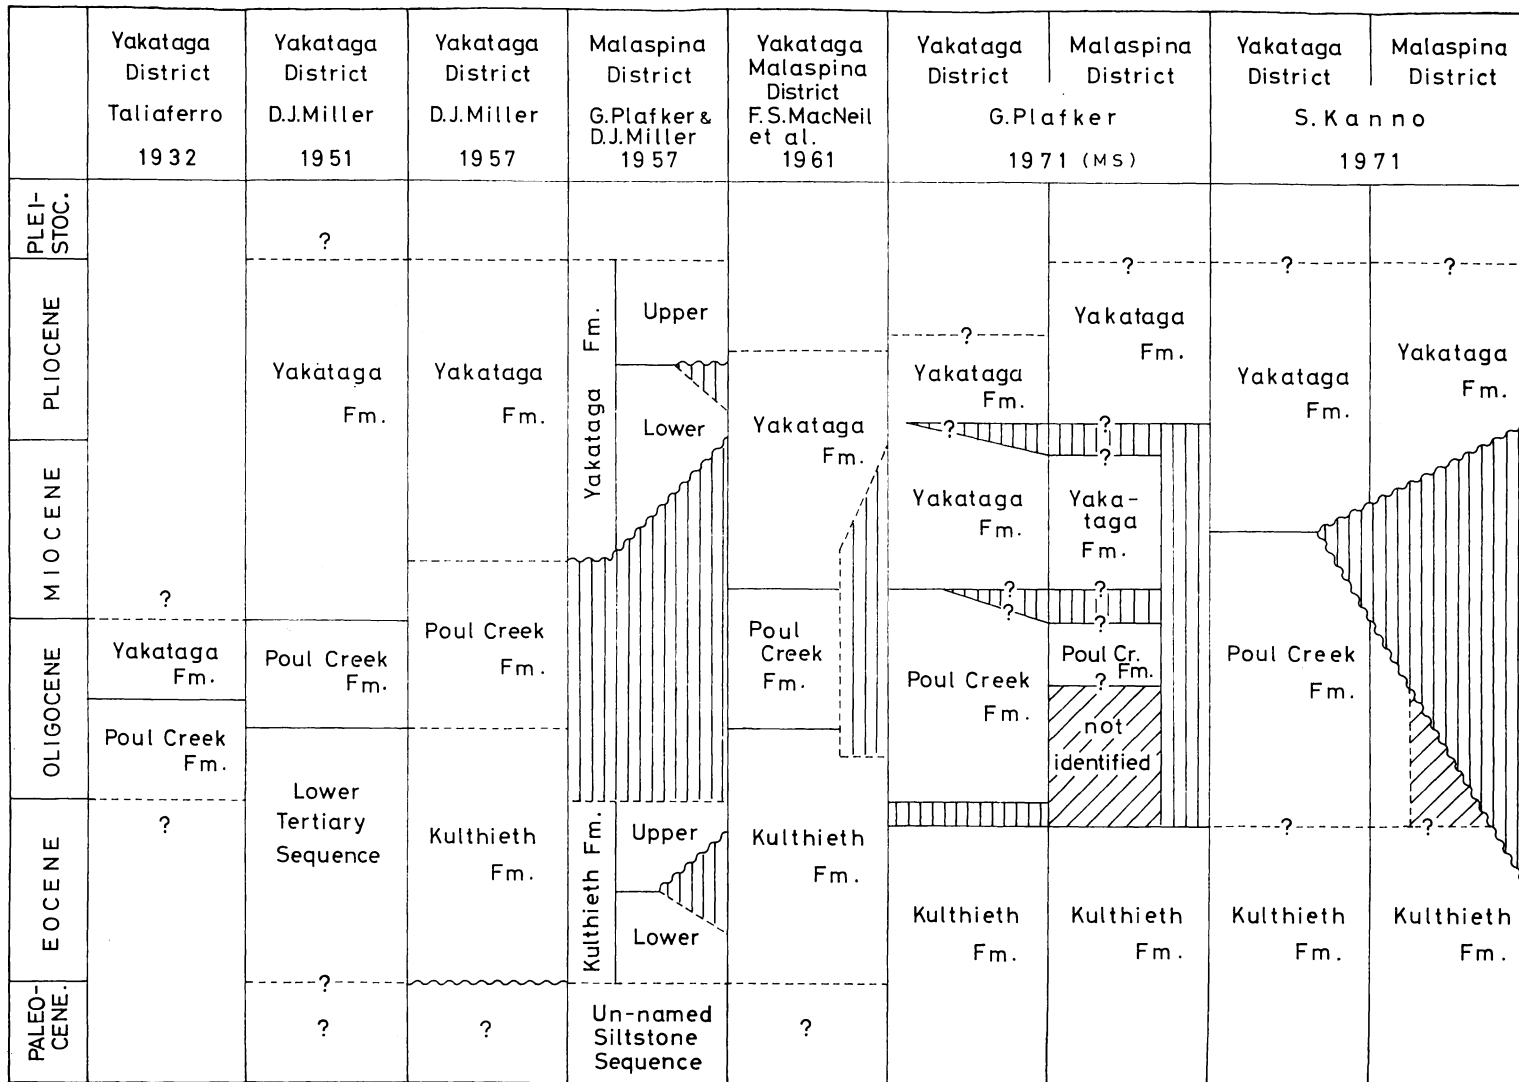 Yakataga
District
Taliaferro
1932
Yakataga
District
D.J.Miller
1951
Yakataga
District
D.J.Miller
1957
Malaspina
District
G.Plafker &
D.J.Miller
1957
Yakataga
Malaspina
District
F.S.MacNeil
et al.
1961
Yakataga
District
Malaspina
District
G.Plafker
1971 (MS)
Yakataga
District
Malaspina
District
S.Kanno
1971
PLEI-
STOC.
PLIOCENE
MIOCENE
OLIGOCENE
EOCENE
PALEO-
CENE.
?
Yakataga
Fm.
Poul Creek
Fm.
?
?
Yakataga
Fm.
Poul Creek
Fm.
Lower
Tertiary
Sequence
?
?
Yakataga
Fm.
Poul Creek
Fm.
Kulthieth
Fm.
?
Yakataga Fm.
Upper
Lower
Kulthieth Fm.
Upper
Lower
Un-named
Siltstone
Sequence
Yakataga
Fm.
Poul
Creek
Fm.
Kulthieth
Fm.
?
?
Yakataga
Fm.
?
Yakataga
Fm.
?
?
Poul Creek
Fm.
Kulthieth
Fm.
?
Yakataga
Fm.
?
?
Yaka-
taga
Fm.
?
?
Poul Cr.
Fm.
?
not
identified
Kulthieth
Fm.
?
Yakataga
Fm.
Poul Creek
Fm.
?
Kulthieth
Fm.
?
Yakataga
Fm.
?
Kulthieth
Fm.